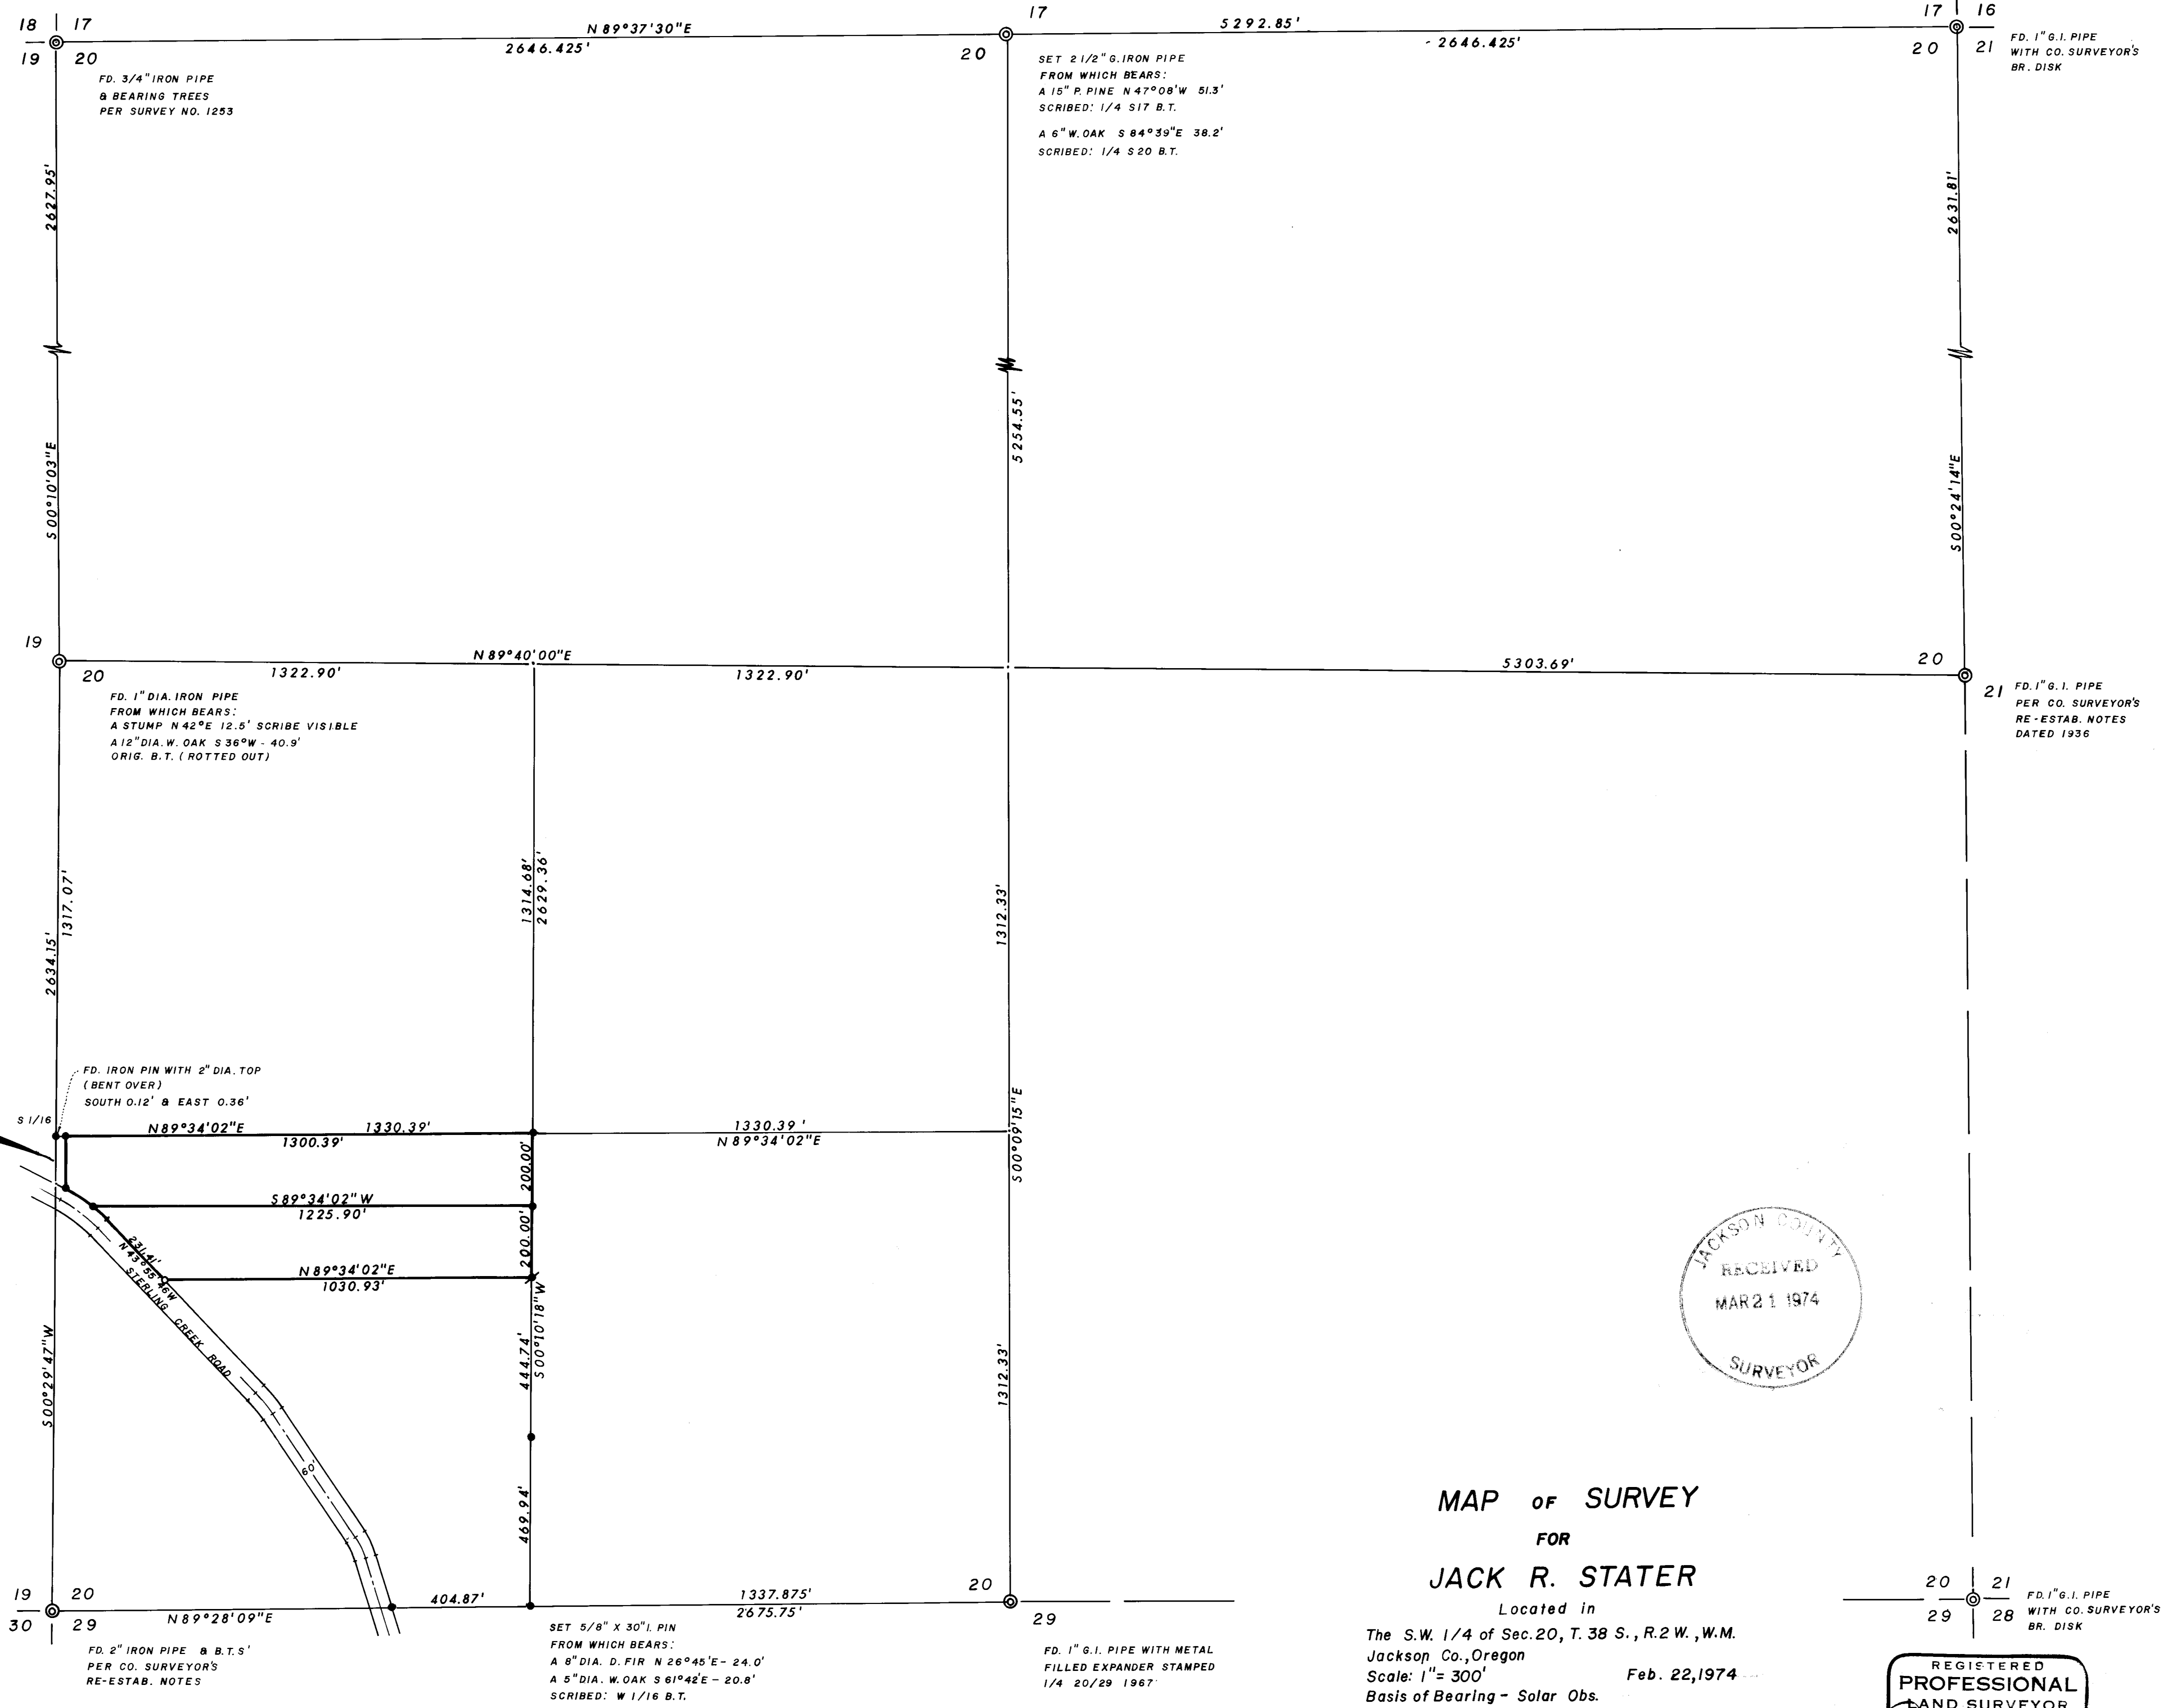 18 17
19 20
N 89°37'30"E
2646.425'
17
20
5292.85'
2646.425'
17 16
20 21
FD. 1" G.I. PIPE
WITH CO. SURVEYOR'S
BR. DISK
FD. 3/4" IRON PIPE
& BEARING TREES
PER SURVEY NO. 1253
SET 2 1/2" G. IRON PIPE
FROM WHICH BEARS:
A 15" P. PINE N 47°08'W 51.3'
SCRIBED: 1/4 S17 B.T.
A 6" W. OAK S 84°39"E 38.2'
SCRIBED: 1/4 S 20 B.T.
2627.95'
S 00°10'03"E
5254.55'
2631.81'
S 00°24'14"E
19
20
N 89°40'00"E
1322.90'
1322.90'
5303.69'
20
21
FD. 1" G.I. PIPE
PER CO. SURVEYOR'S
RE-ESTAB. NOTES
DATED 1936
FD. 1" DIA. IRON PIPE
FROM WHICH BEARS:
A STUMP N 42°E 12.5' SCRIBE VISIBLE
A 12" DIA. W. OAK S 36°W - 40.9'
ORIG. B.T. ( ROTTED OUT)
1317.07'
2634.15'
1314.68'
2629.36'
1312.33'
FD. IRON PIN WITH 2" DIA. TOP
( BENT OVER)
SOUTH 0.12' & EAST 0.36'
S 1/16
N 89°34'02"E
1330.39'
1300.39'
1330.39 '
N 89°34'02"E
S 00°09'15"E
200.00'
S 89°34'02"W
1225.90'
200.00'
231.41'
N 43°55'46W
STERLING CREEK ROAD
N 89°34'02"E
1030.93'
S 00°10'18"W
444.74'
S 00°29'47"W
1312.33'
60'
469.94'
JACKSON COUNTY
RECEIVED
MAR 21 1974
SURVEYOR
MAP OF SURVEY
FOR
JACK R. STATER
Located in
The S.W. 1/4 of Sec.20, T. 38 S., R.2 W., W.M.
Jackson Co., Oregon
Scale: 1"= 300'
Feb. 22, 1974
Basis of Bearing - Solar Obs.
19 20
30 29
N 89°28'09"E
404.87'
1337.875'
2675.75'
20
29
20 21
29 28
FD. 1" G.I. PIPE
WITH CO. SURVEYOR'S
BR. DISK
FD. 2" IRON PIPE & B.T.S'
PER CO. SURVEYOR'S
RE-ESTAB. NOTES
SET 5/8" X 30" I. PIN
FROM WHICH BEARS:
A 8" DIA. D. FIR N 26°45'E - 24.0'
A 5" DIA. W. OAK S 61°42'E - 20.8'
SCRIBED: W 1/16 B.T.
FD. 1" G.I. PIPE WITH METAL
FILLED EXPANDER STAMPED
1/4 20/29 1967
REGISTERED
PROFESSIONAL
LAND SURVEYOR